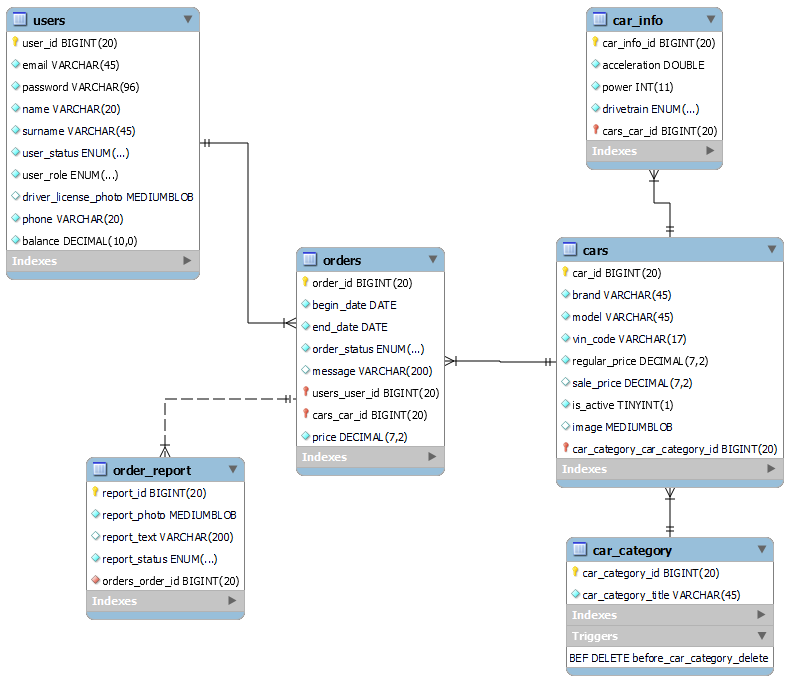 users
user_id BIGINT(20)
email VARCHAR(45)
password VARCHAR(96)
name VARCHAR(20)
surname VARCHAR(45)
user_status ENUM(...)
user_role ENUM(...)
driver_license_photo MEDIUMBLOB
phone VARCHAR(20)
balance DECIMAL(10,0)
Indexes
car_info
car_info_id BIGINT(20)
acceleration DOUBLE
power INT(11)
drivetrain ENUM(...)
cars_car_id BIGINT(20)
Indexes
orders
order_id BIGINT(20)
begin_date DATE
end_date DATE
order_status ENUM(...)
message VARCHAR(200)
users_user_id BIGINT(20)
cars_car_id BIGINT(20)
price DECIMAL(7,2)
Indexes
cars
car_id BIGINT(20)
brand VARCHAR(45)
model VARCHAR(45)
vin_code VARCHAR(17)
regular_price DECIMAL(7,2)
sale_price DECIMAL(7,2)
is_active TINYINT(1)
image MEDIUMBLOB
car_category_car_category_id BIGINT(20)
Indexes
order_report
report_id BIGINT(20)
report_photo MEDIUMBLOB
report_text VARCHAR(200)
report_status ENUM(...)
orders_order_id BIGINT(20)
Indexes
car_category
car_category_id BIGINT(20)
car_category_title VARCHAR(45)
Indexes
Triggers
BEF DELETE before_car_category_delete